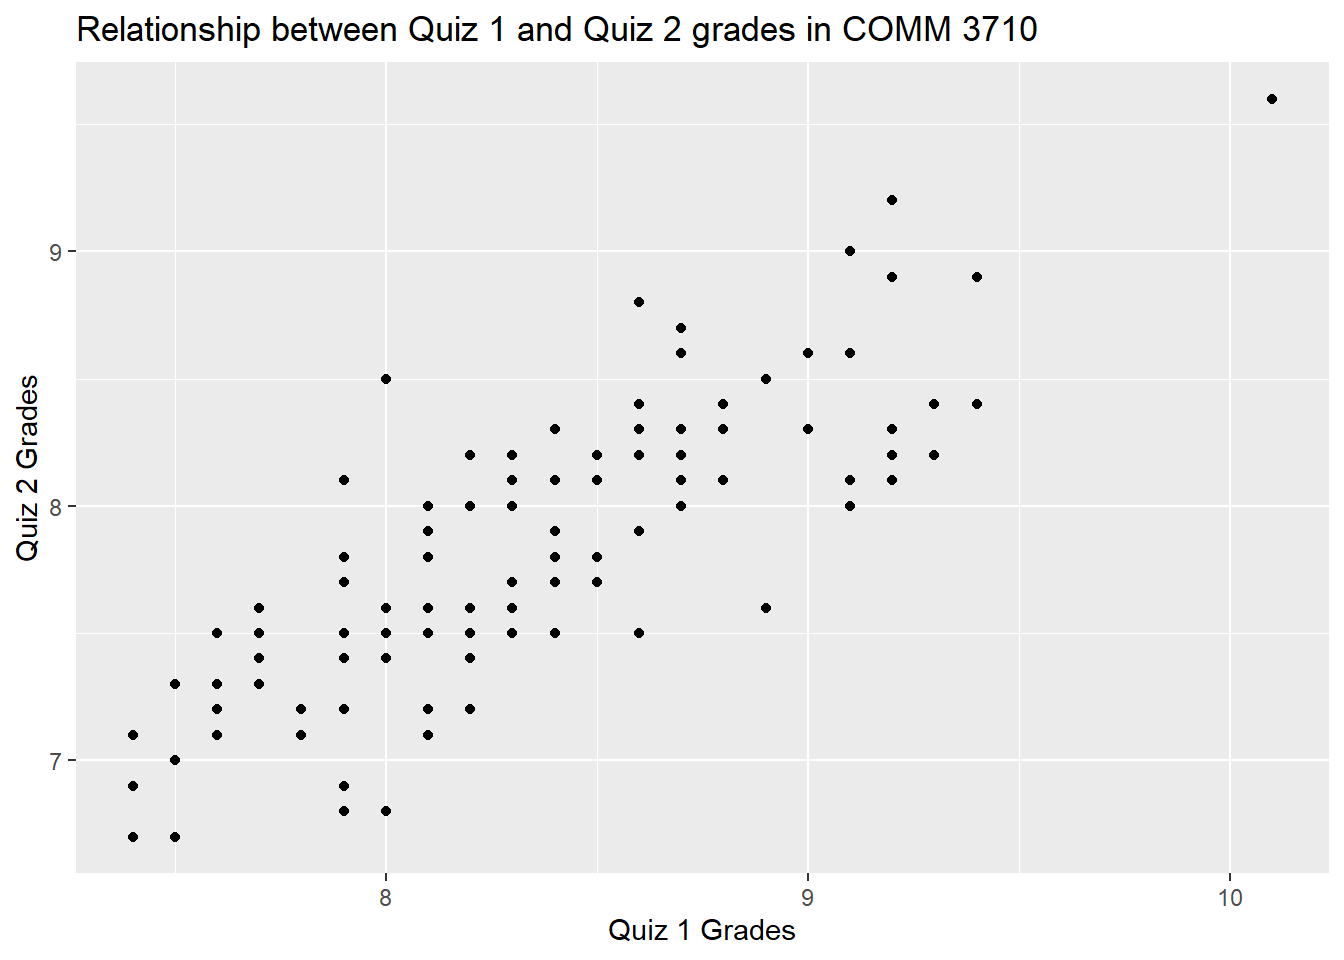 Relationship between Quiz 1 and Quiz 2 grades in COMM 3710
9
8
7
Quiz 2 Grades
8 9 10
Quiz 1 Grades